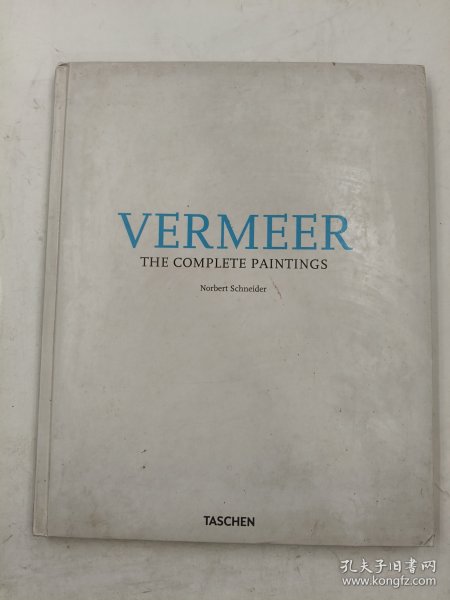 VERMEER
THE COMPLETE PAINTINGS
Norbert Schneider
TASCHEN
孔夫子旧书网
www.kongfz.com